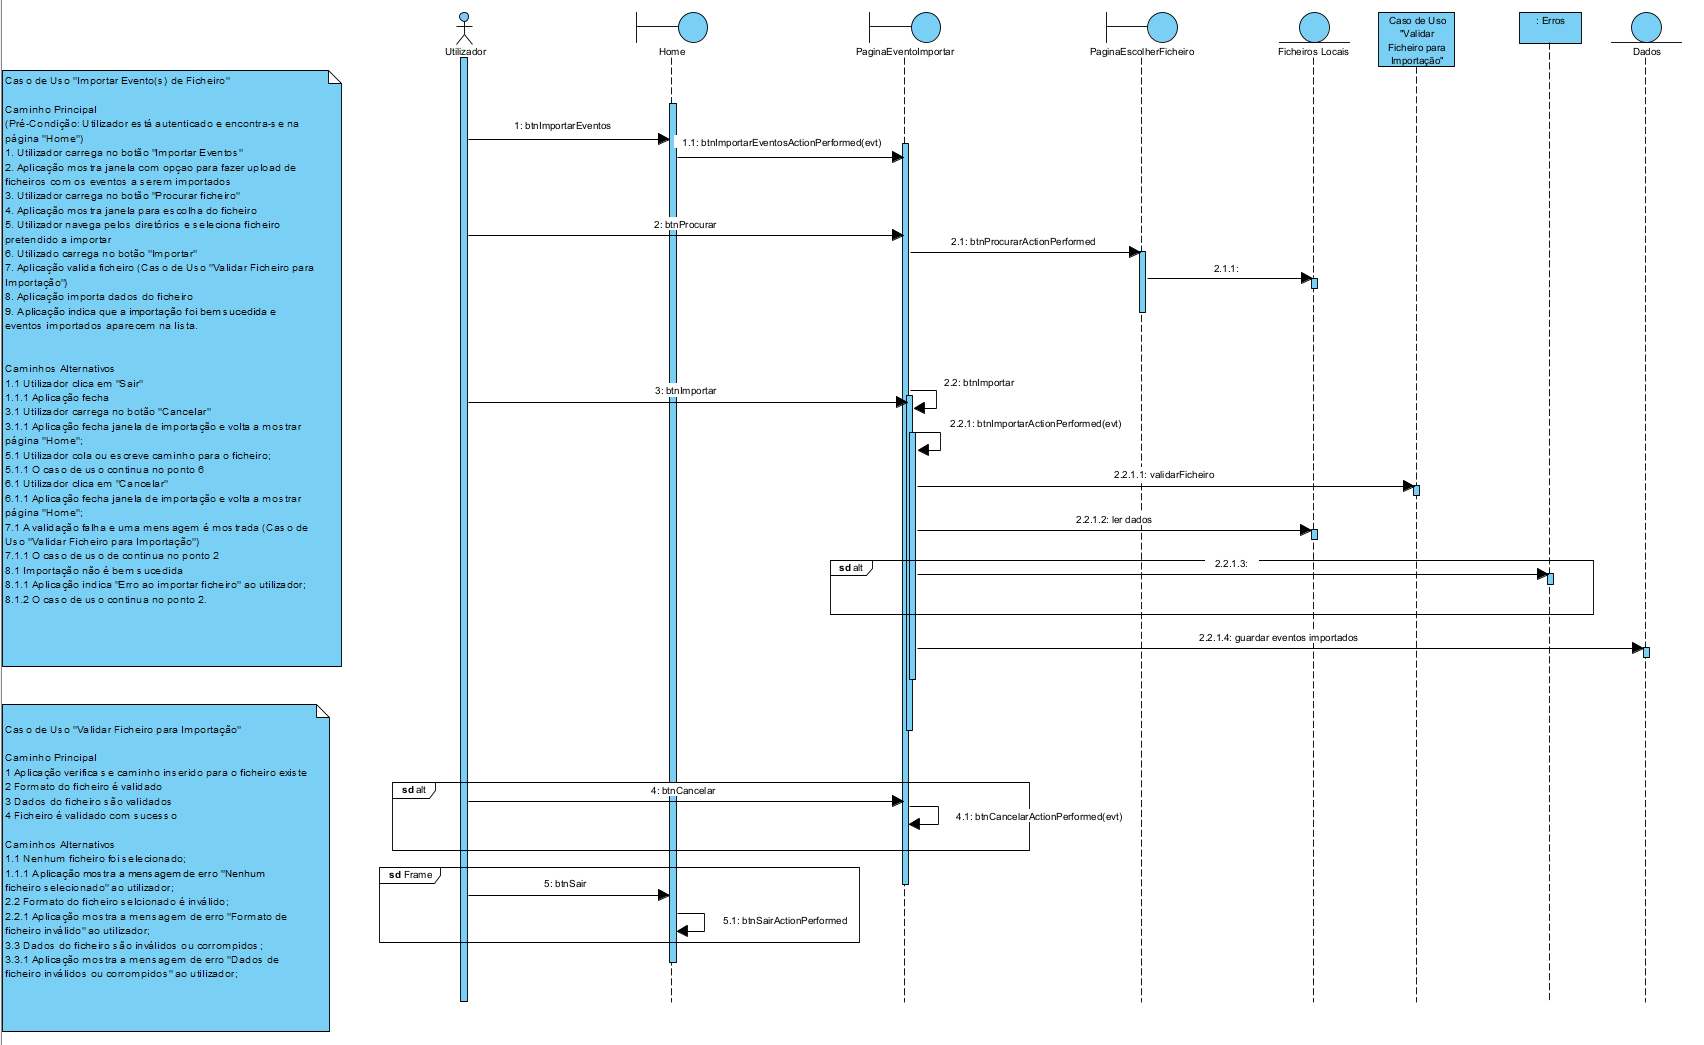 Utilizador
Home
PaginaEventoImportar
PaginaEscolherFicheiro
Ficheiros Locais
Caso de Uso
"Validar
Ficheiro para
Importação"
: Erros
Dados
Caso de Uso "Importar Evento(s) de Ficheiro"
Caminho Principal
(Pré-Condição: Utilizador está autenticado e encontra-se na
página "Home")
1. Utilizador carrega no botão "Importar Eventos"
2. Aplicação mostra janela com opçao para fazer upload de
ficheiros com os eventos a serem importados
3. Utilizador carrega no botão "Procurar ficheiro"
4. Aplicação mostra janela para escolha do ficheiro
5. Utilizador navega pelos diretórios e seleciona ficheiro
pretendido a importar
6. Utilizado carrega no botão "Importar"
7. Aplicação valida ficheiro (Caso de Uso "Validar Ficheiro para
Importação")
8. Aplicação importa dados do ficheiro
9. Aplicação indica que a importação foi bem sucedida e
eventos importados aparecem na lista.
Caminhos Alternativos
1.1 Utilizador clica em "Sair"
1.1.1 Aplicação fecha
3.1 Utilizador carrega no botão "Cancelar"
3.1.1 Aplicação fecha janela de importação e volta a mostrar
página "Home";
5.1 Utilizador cola ou escreve caminho para o ficheiro;
5.1.1 O caso de uso continua no ponto 6
6.1 Utilizador clica em "Cancelar"
6.1.1 Aplicação fecha janela de importação e volta a mostrar
página "Home";
7.1 A validação falha e uma mensagem é mostrada (Caso de
Uso "Validar Ficheiro para Importação")
7.1.1 O caso de uso de continua no ponto 2
8.1 Importação não é bem sucedida
8.1.1 Aplicação indica "Erro ao importar ficheiro" ao utilizador;
8.1.2 O caso de uso continua no ponto 2.
1: btnImportarEventos
1.1: btnImportarEventosActionPerformed(evt)
2: btnProcurar
2.1: btnProcurarActionPerformed
2.1.1:
3: btnImportar
2.2: btnImportar
2.2.1: btnImportarActionPerformed(evt)
2.2.1.1: validarFicheiro
2.2.1.2: ler dados
sd alt
2.2.1.3:
2.2.1.4: guardar eventos importados
Caso de Uso "Validar Ficheiro para Importação"
Caminho Principal
1 Aplicação verifica se caminho inserido para o ficheiro existe
2 Formato do ficheiro é validado
3 Dados do ficheiro são validados
4 Ficheiro é validado com sucesso
Caminhos Alternativos
1.1 Nenhum ficheiro foi selecionado;
1.1.1 Aplicação mostra a mensagem de erro "Nenhum
ficheiro selecionado" ao utilizador;
2.2 Formato do ficheiro selcionado é inválido;
2.2.1 Aplicação mostra a mensagem de erro "Formato de
ficheiro inválido" ao utilizador;
3.3 Dados do ficheiro são inválidos ou corrompidos;
3.3.1 Aplicação mostra a mensagem de erro "Dados de
ficheiro inválidos ou corrompidos" ao utilizador;
sd alt
4: btnCancelar
4.1: btnCancelarActionPerformed(evt)
sd Frame
5: btnSair
5.1: btnSairActionPerformed